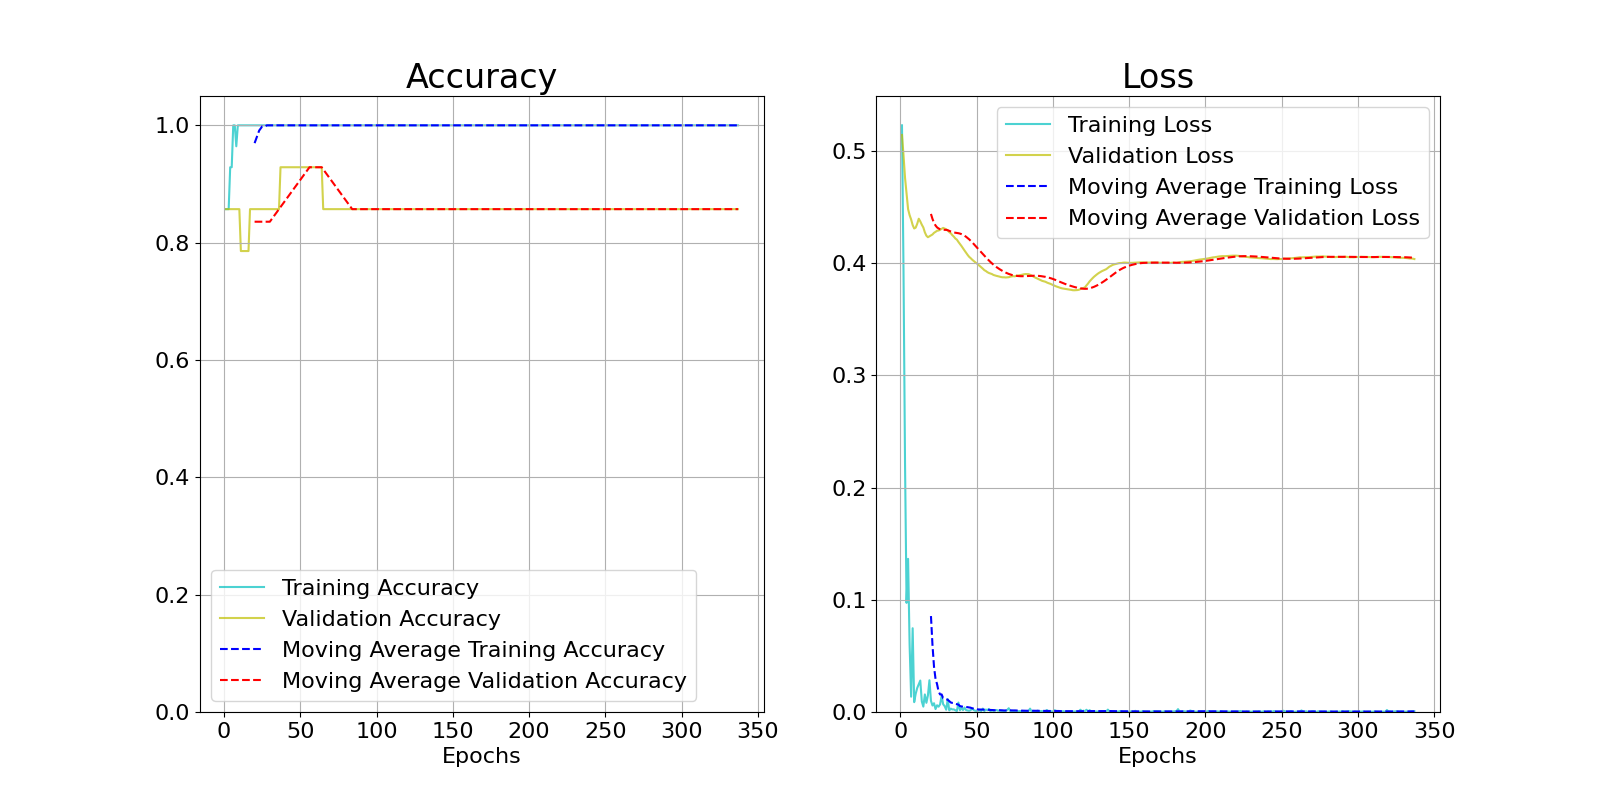 Accuracy
1.0
0.8
0.6
0.4
0.2
0.0
Training Accuracy
Validation Accuracy
Moving Average Training Accuracy
Moving Average Validation Accuracy
0 50 100 150 200 250 300 350
Epochs
Loss
0.5
0.4
0.3
0.2
0.1
0.0
Training Loss
Validation Loss
Moving Average Training Loss
Moving Average Validation Loss
0 50 100 150 200 250 300 350
Epochs